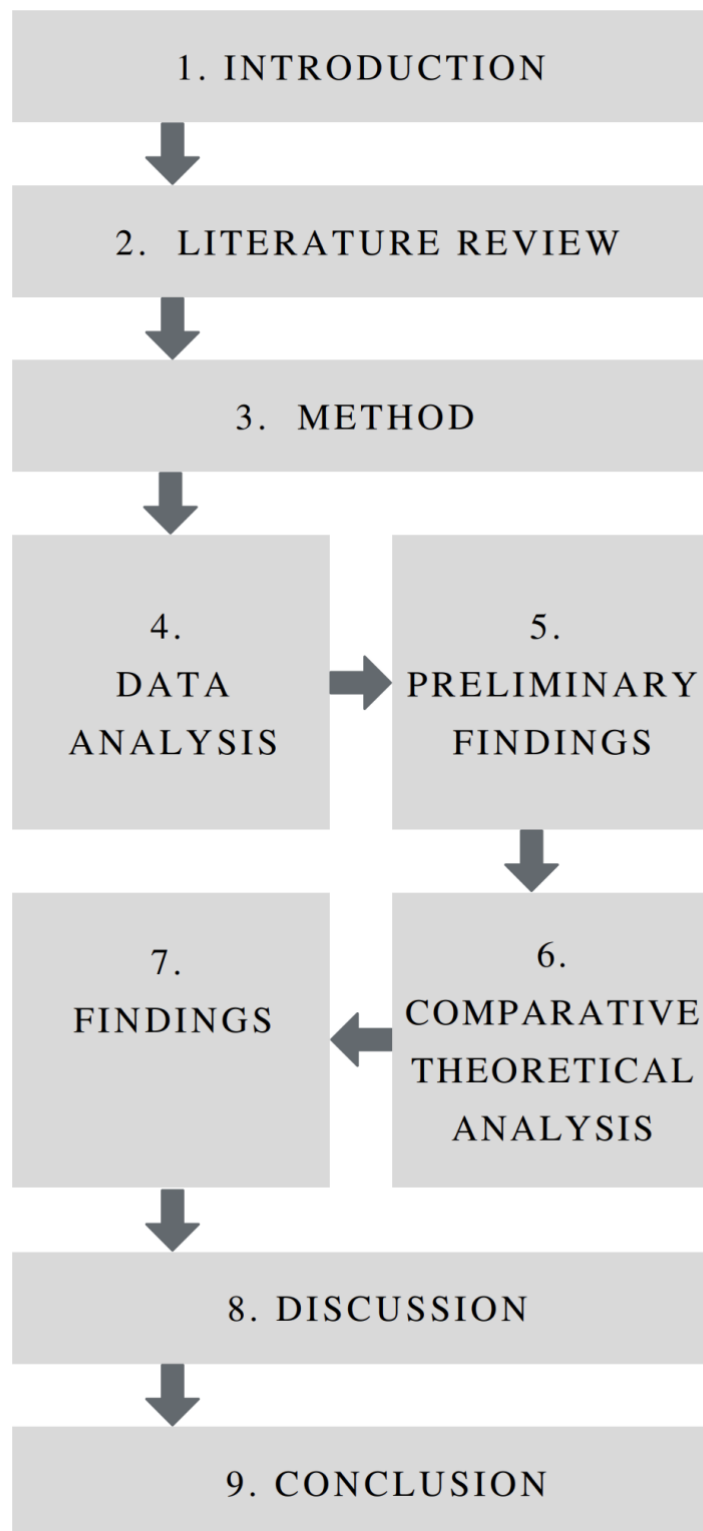 1. INTRODUCTION
2. LITERATURE REVIEW
3. METHOD
4.
DATA
ANALYSIS
5.
PRELIMINARY
FINDINGS
6.
COMPARATIVE
THEORETICAL
ANALYSIS
7.
FINDINGS
8. DISCUSSION
9. CONCLUSION